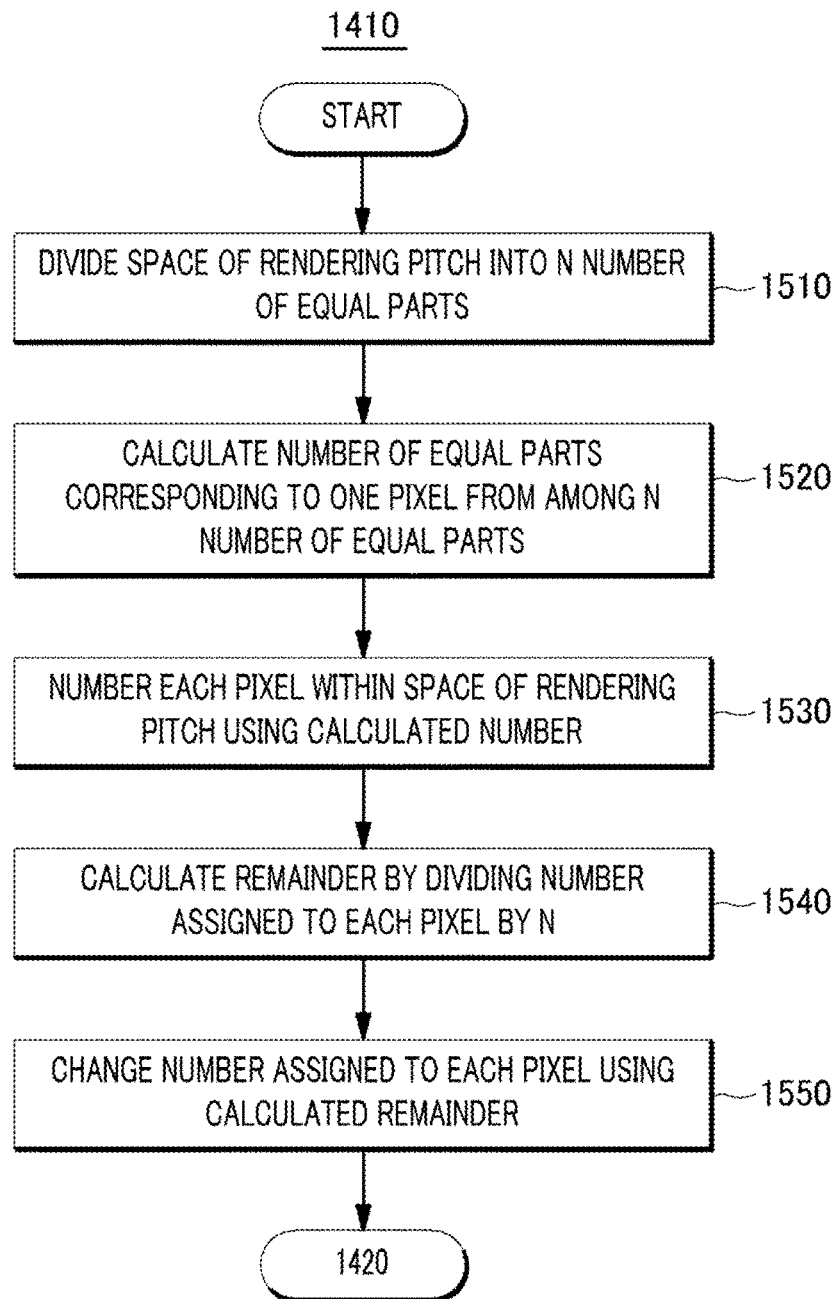 1410
START
DIVIDE SPACE OF RENDERING PITCH INTO N NUMBER
OF EQUAL PARTS
1510
CALCULATE NUMBER OF EQUAL PARTS
CORRESPONDING TO ONE PIXEL FROM AMONG N
NUMBER OF EQUAL PARTS
1520
NUMBER EACH PIXEL WITHIN SPACE OF RENDERING
PITCH USING CALCULATED NUMBER
1530
CALCULATE REMAINDER BY DIVIDING NUMBER
ASSIGNED TO EACH PIXEL BY N
1540
CHANGE NUMBER ASSIGNED TO EACH PIXEL USING
CALCULATED REMAINDER
1550
1420